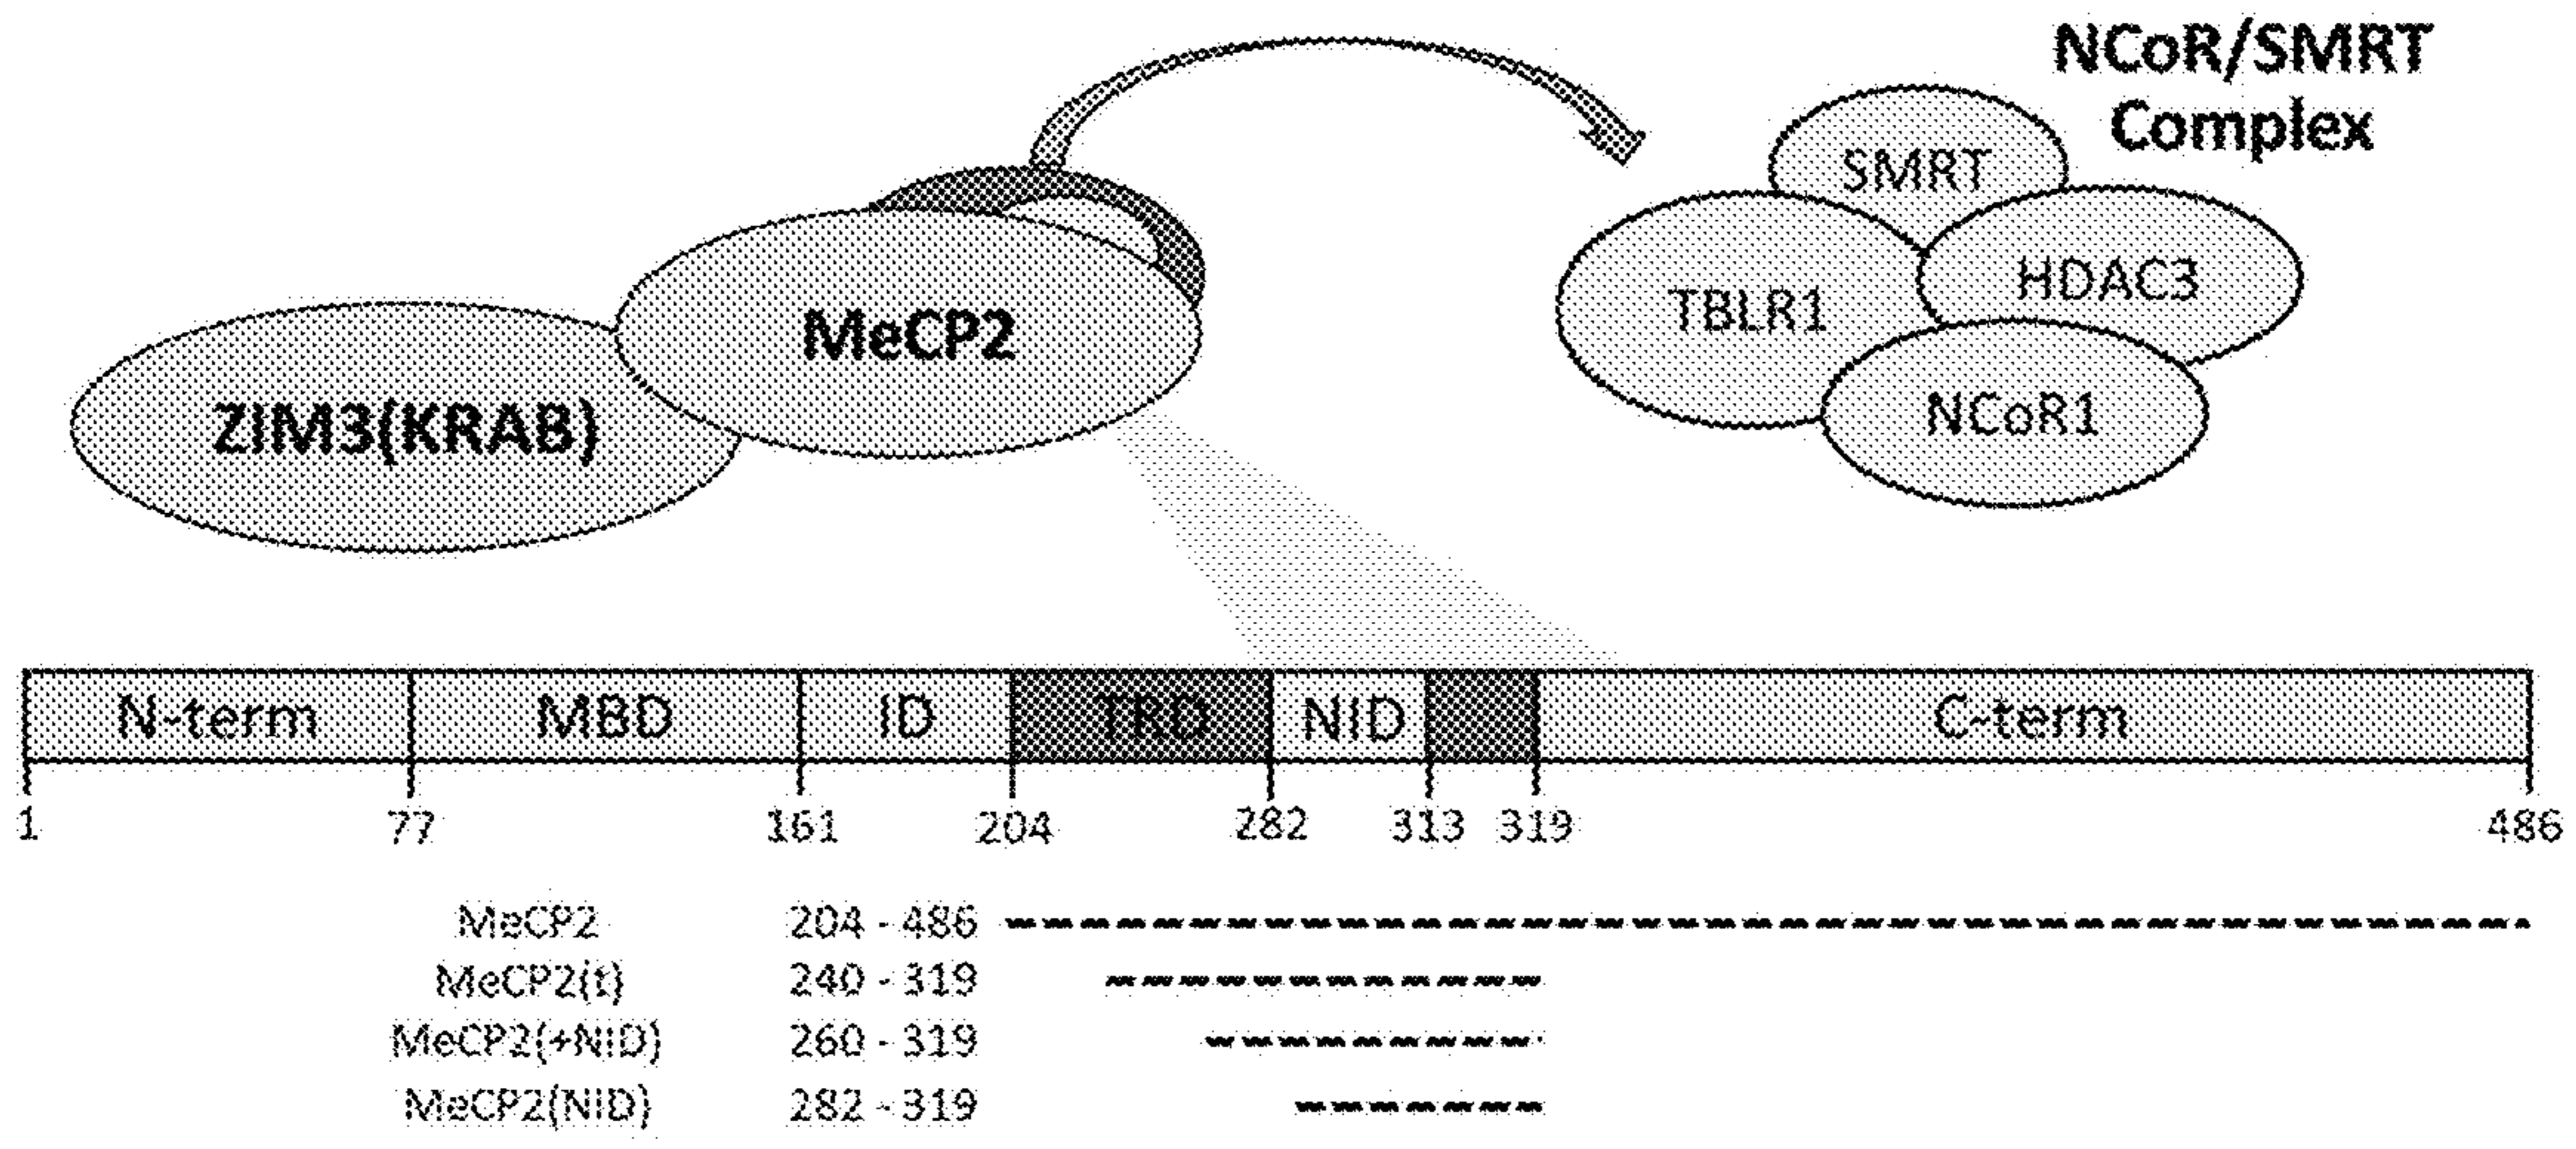 NCoR/SMRT
Complex
SMRT
TBLR1
HDAC3
NCoR1
MeCP2
ZIM3(KRAB)
N-term MBD ID TRD NID C-term
1 77 161 204 282 313 319 486
MeCP2 204 - 486
MeCP2(t) 240 - 319
MeCP2(+NID) 260 - 319
MeCP2(NID) 282 - 319